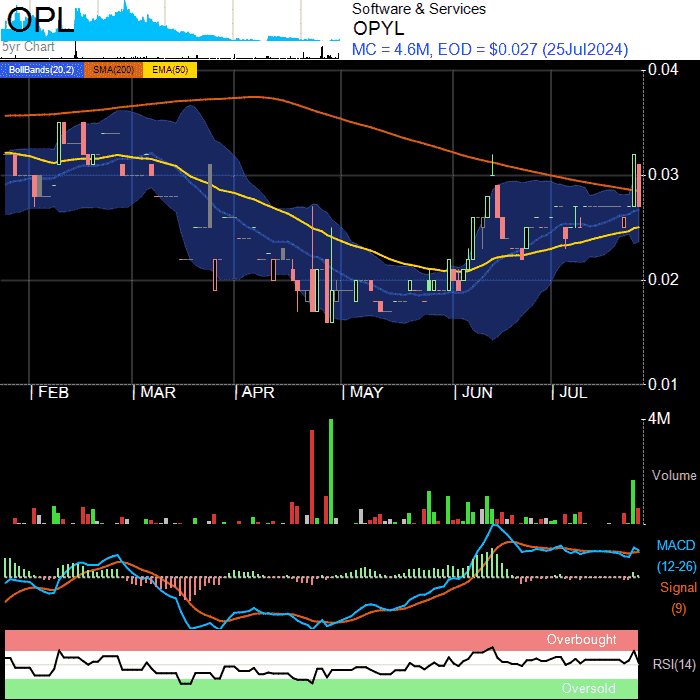 OPL
5yr Chart
Software & Services
OPYL
MC = 4.6M, EOD = $0.027 (25Jul2024)
BollBands(20,2) SMA(200) EMA(50)
0.04
0.03
0.02
0.01
FEB MAR APR MAY JUN JUL
4M
Volume
MACD
(12-26)
Signal
(9)
Overbought
RSI(14)
Oversold